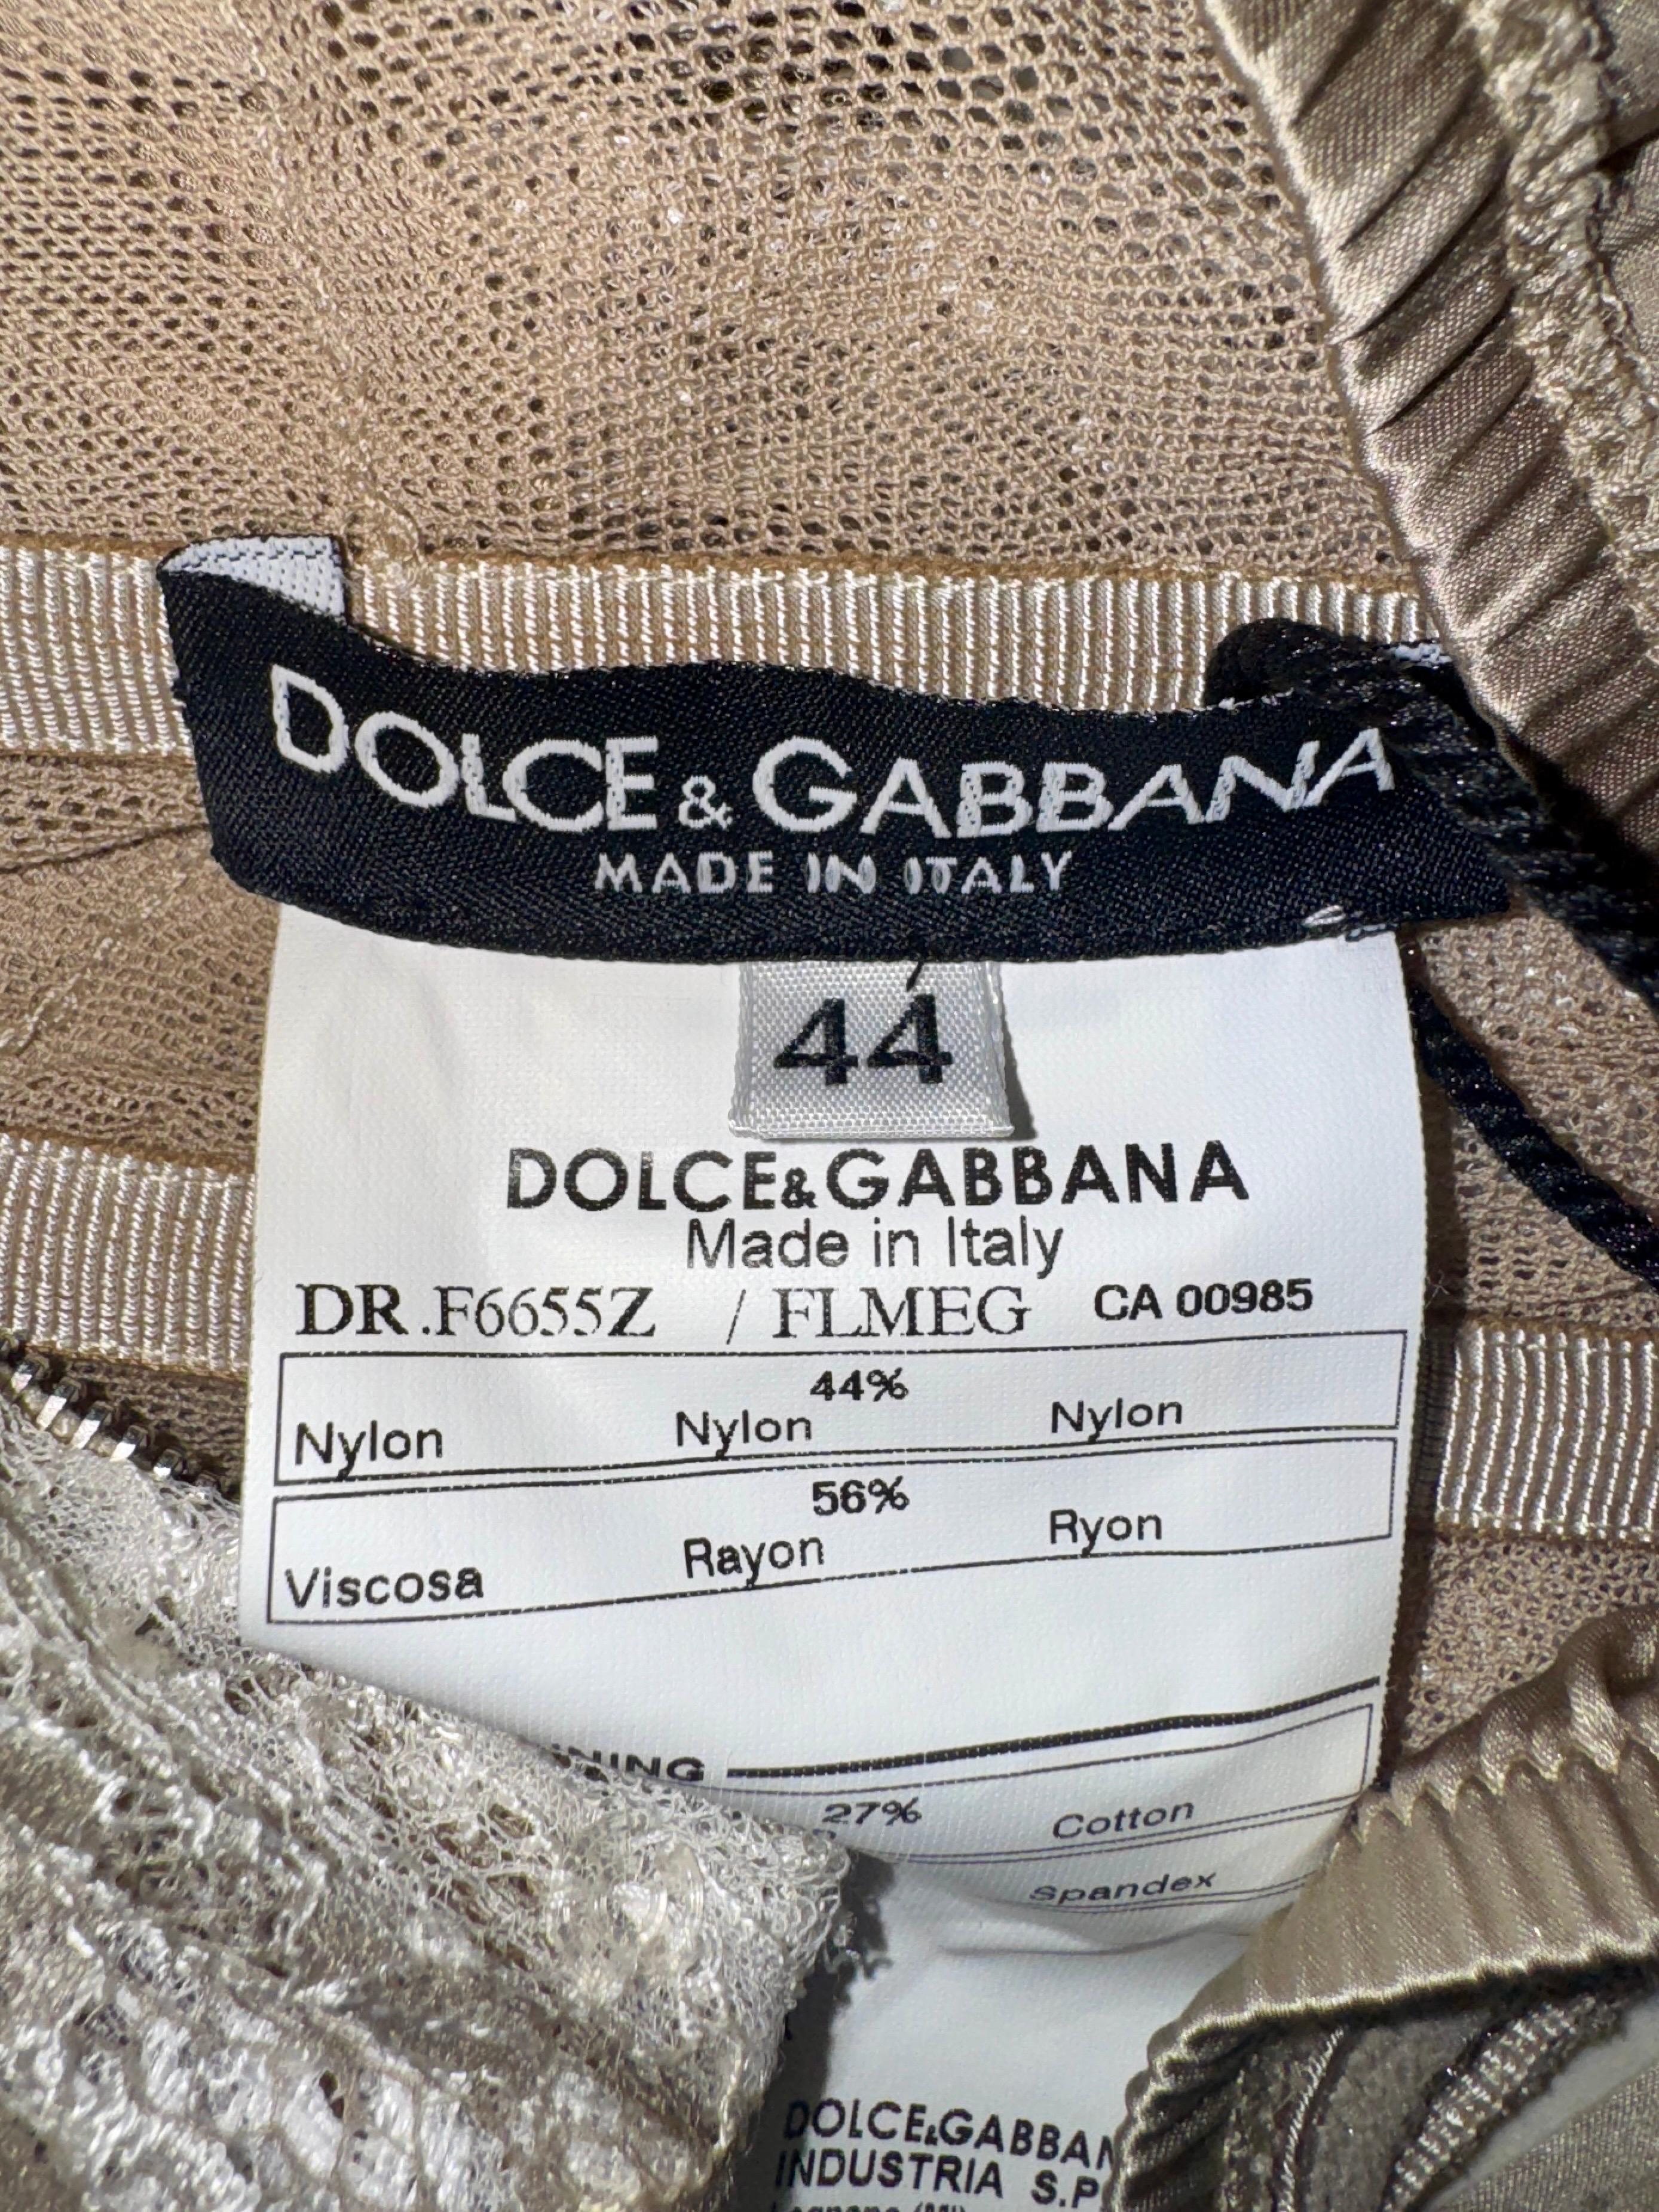 DOLCE & GABBANA
MADE IN ITALY
44
DOLCE&GABBANA
Made in Italy
DR.F6655Z / FLMEG CA 00985
44%
Nylon Nylon Nylon
56%
Viscosa Rayon Ryon
27% Cotton
Spandex
DOLCE&GABBAN
INDUSTRIA S.P